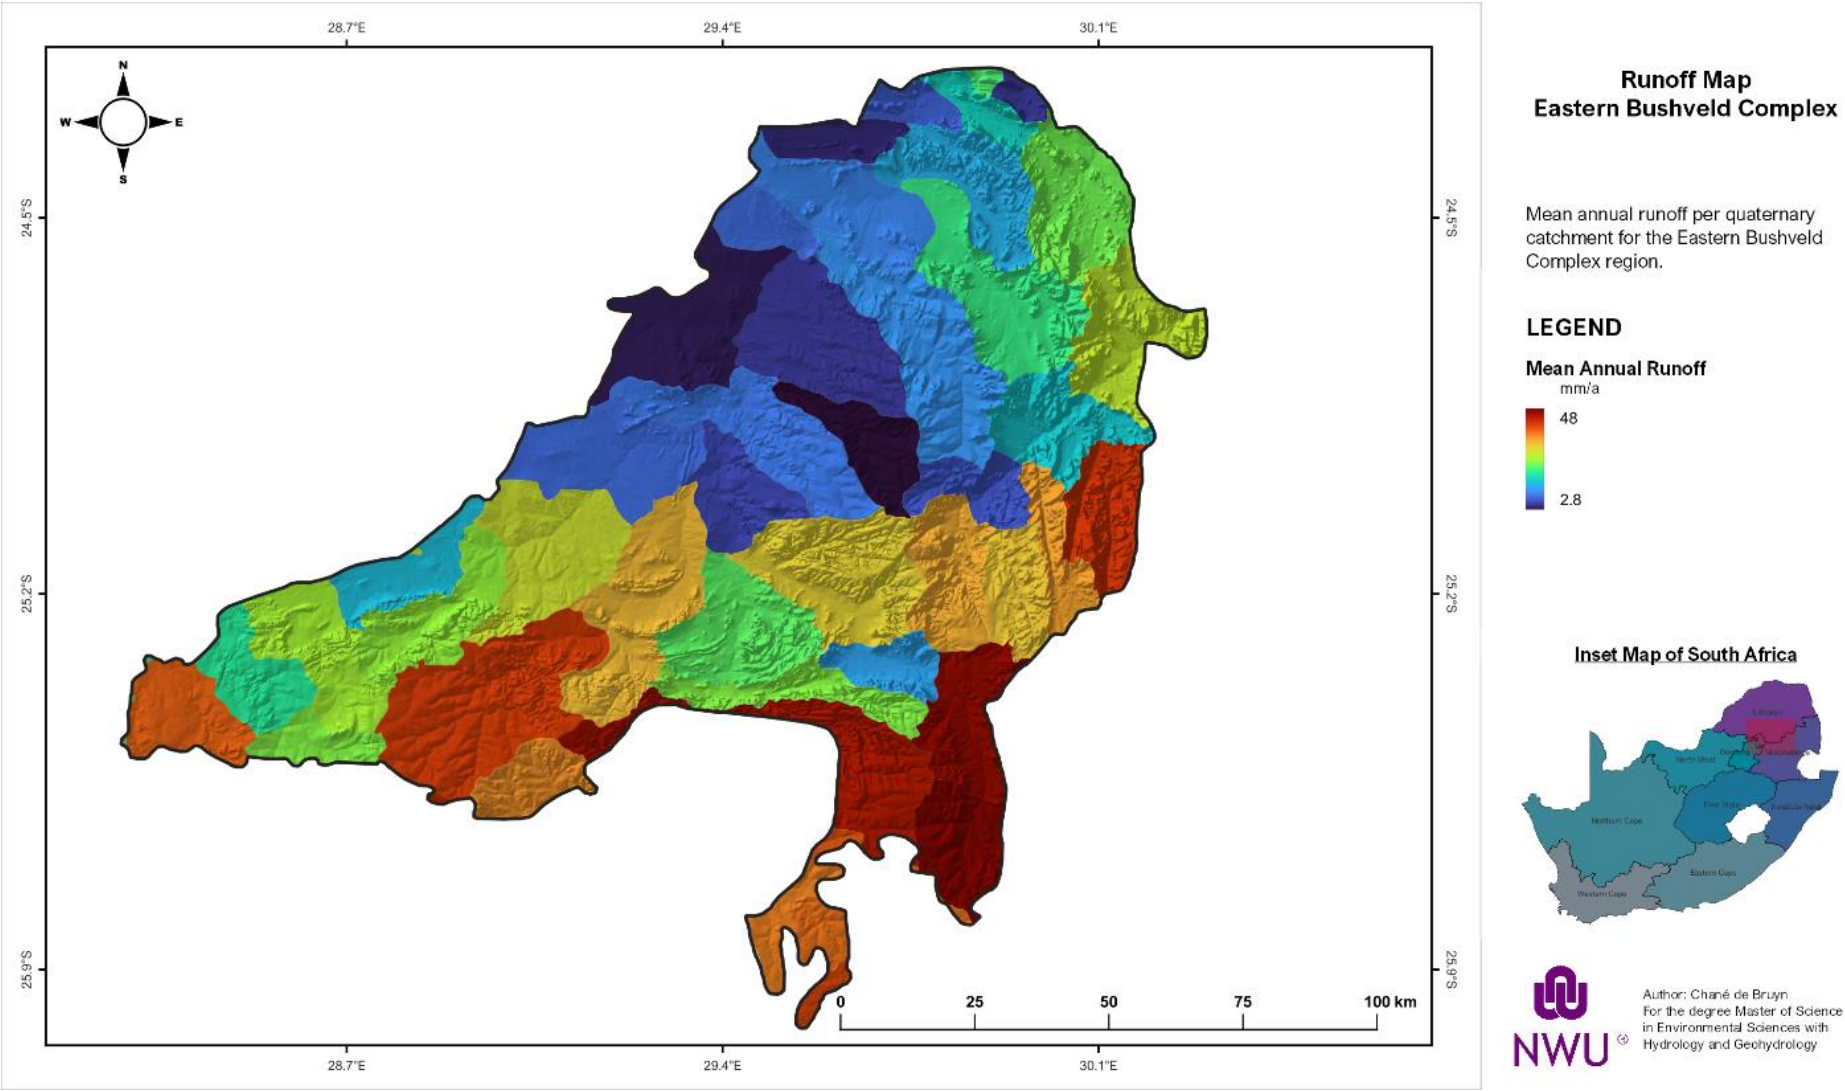 28.7°E
29.4°E
30.1°E
N
W
E
S
24.5°S
24.5°S
25.2°S
25.2°S
25.9°S
25.9°S
0
25
50
75
100 km
28.7°E
29.4°E
30.1°E
Runoff Map
Eastern Bushveld Complex
Mean annual runoff per quaternary
catchment for the Eastern Bushveld
Complex region.
LEGEND
Mean Annual Runoff
mm/a
48
2.8
Inset Map of South Africa
Limpopo
North West
Free State
Northern Cape
Eastern Cape
Western Cape
NWU ®
Author: Chané de Bruyn
For the degree Master of Science
in Environmental Sciences with
Hydrology and Geohydrology